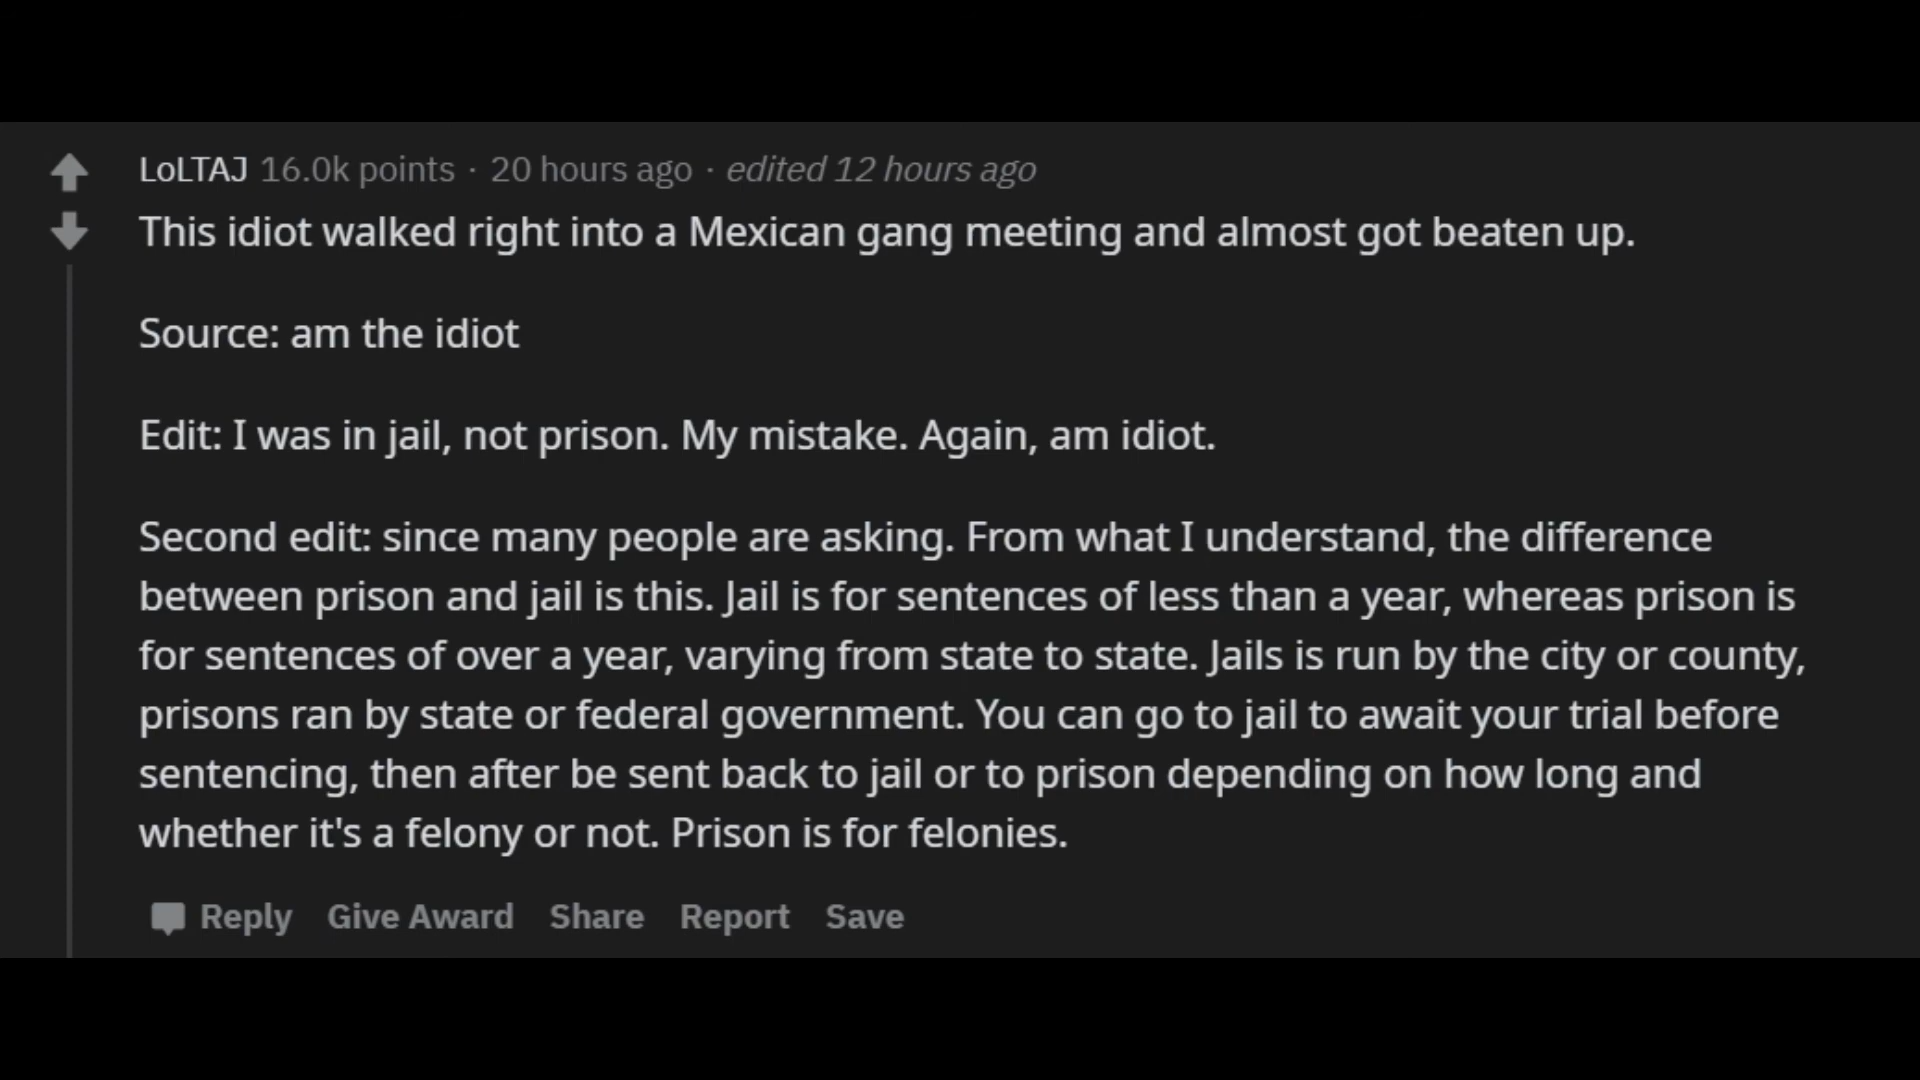 LoLTAJ 16.0k points · 20 hours ago · edited 12 hours ago
This idiot walked right into a Mexican gang meeting and almost got beaten up.
Source: am the idiot
Edit: I was in jail, not prison. My mistake. Again, am idiot.
Second edit: since many people are asking. From what I understand, the difference
between prison and jail is this. Jail is for sentences of less than a year, whereas prison is
for sentences of over a year, varying from state to state. Jails is run by the city or county,
prisons ran by state or federal government. You can go to jail to await your trial before
sentencing, then after be sent back to jail or to prison depending on how long and
whether it's a felony or not. Prison is for felonies.
Reply Give Award Share Report Save